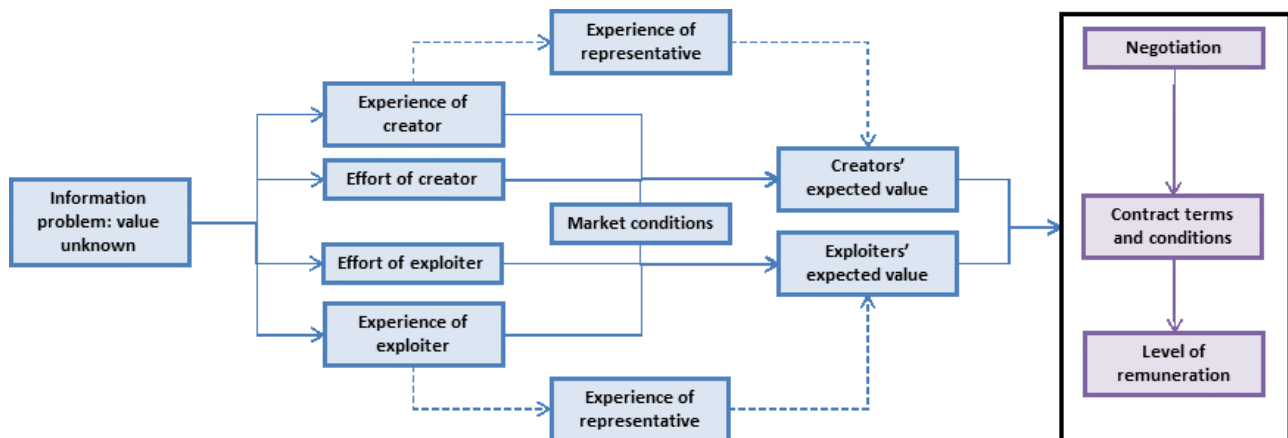 Information
problem: value
unknown
Experience of
creator
Effort of creator
Effort of exploiter
Experience of
exploiter
Experience of
representative
Market conditions
Experience of
representative
Creators'
expected value
Exploiters'
expected value
Negotiation
Contract terms
and conditions
Level of
remuneration